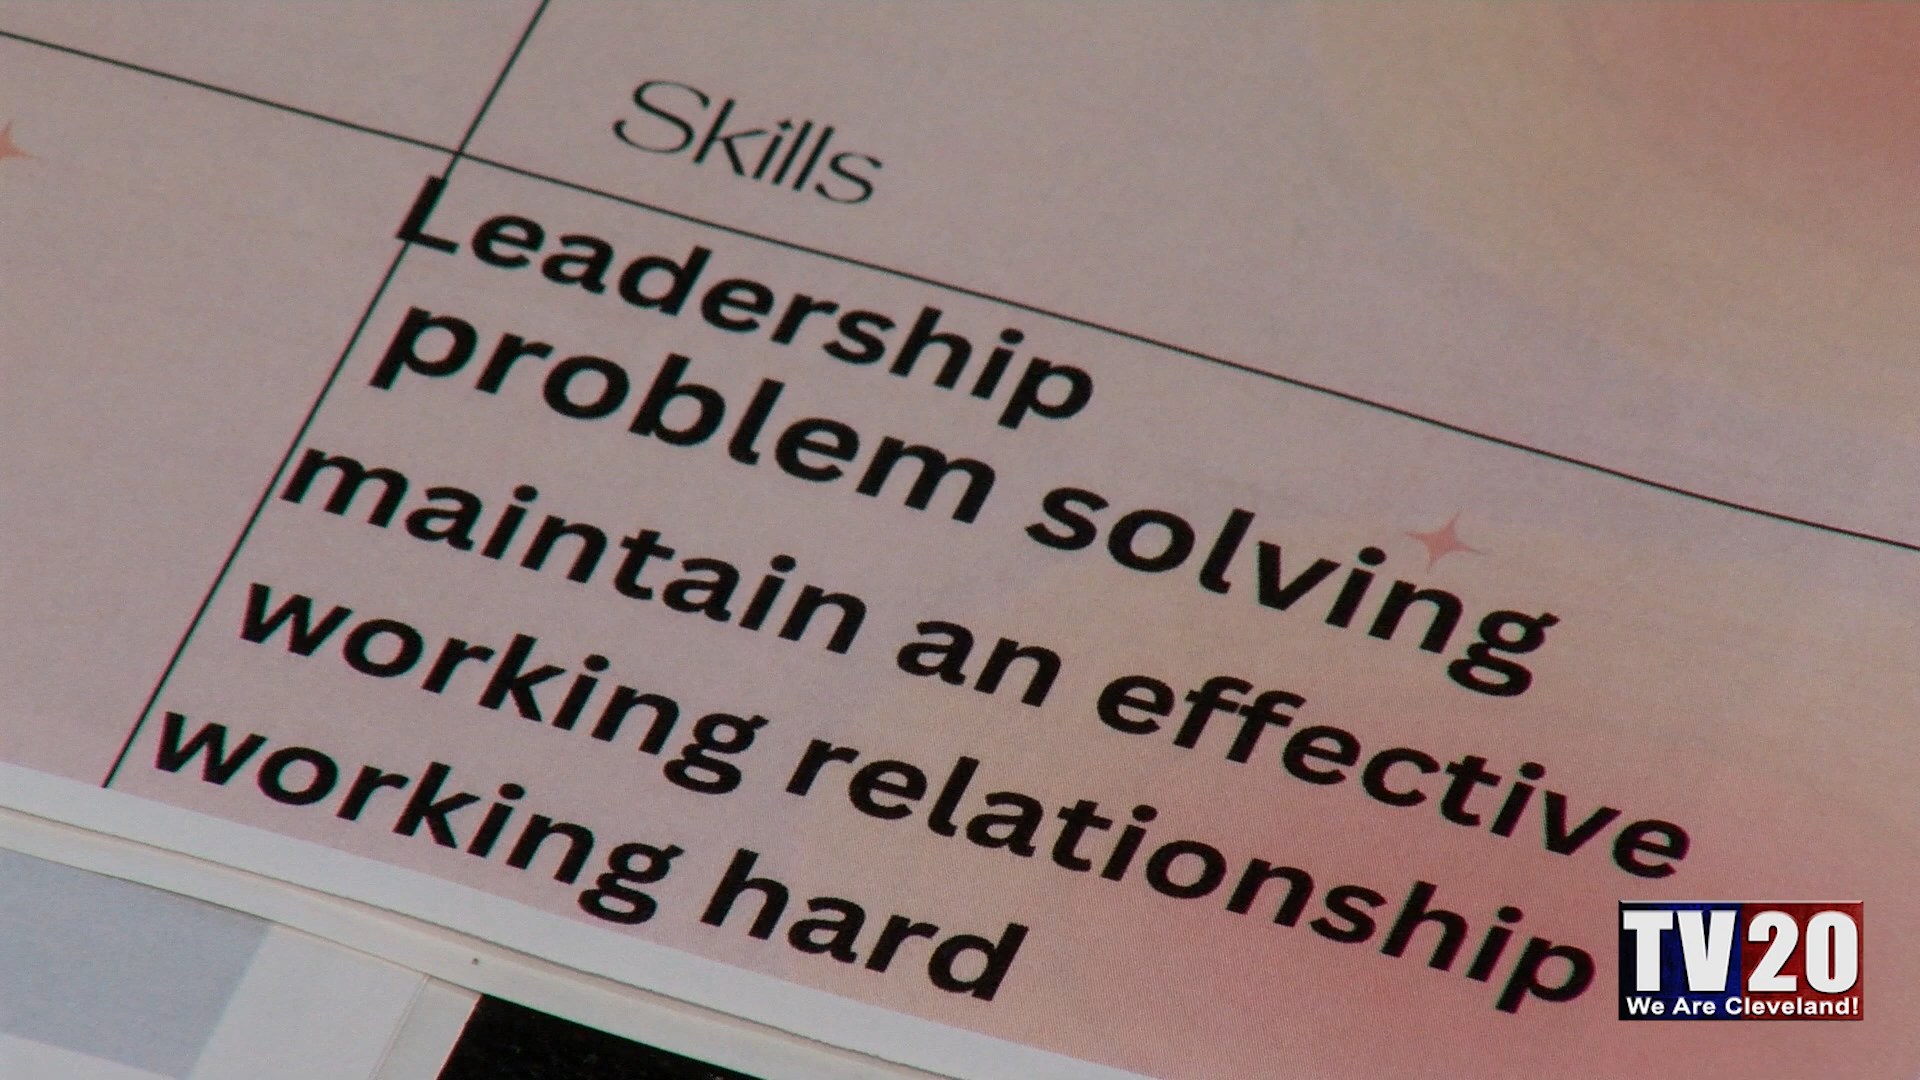 Skills
Leadership
problem solving
maintain an effective
working relationship
working hard
TV20
We Are Cleveland!